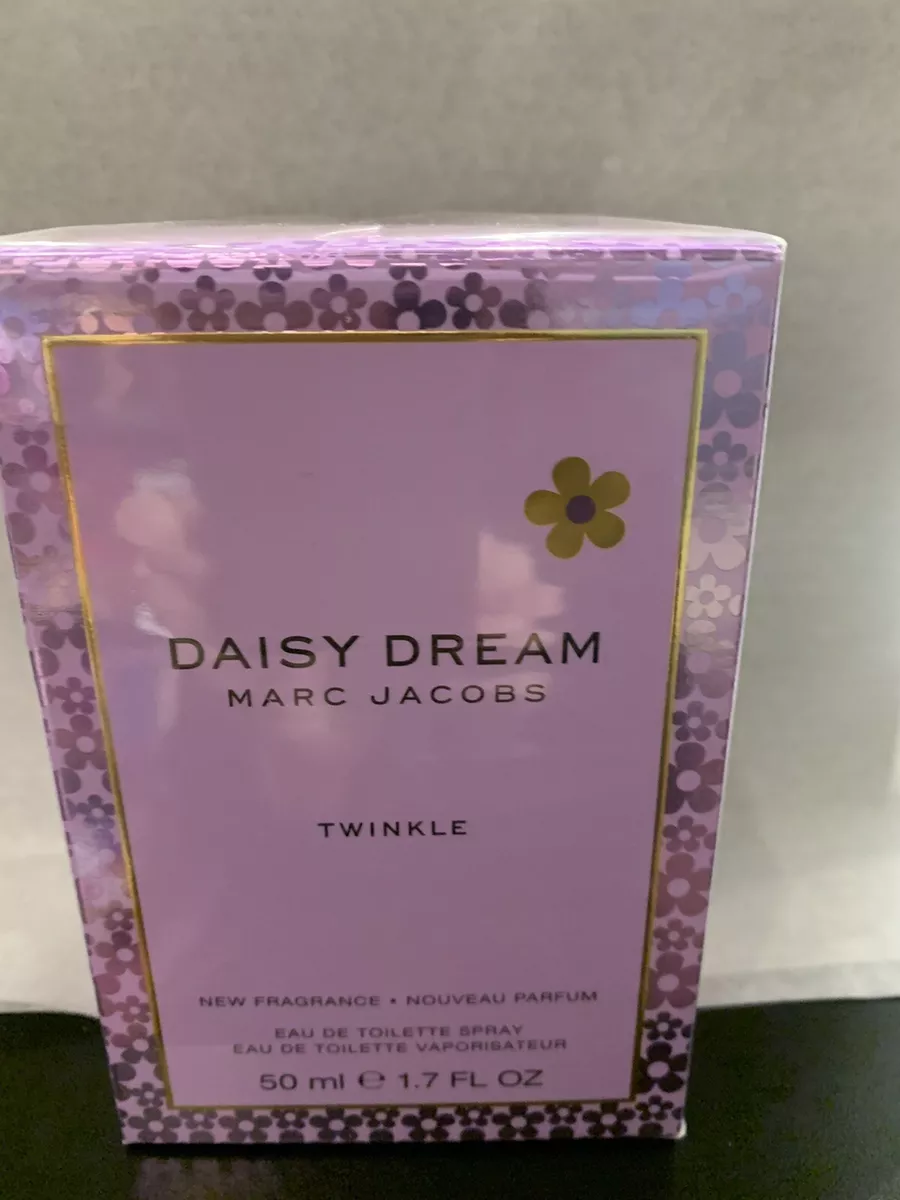 DAISY DREAM
MARC JACOBS
TWINKLE
NEW FRAGRANCE • NOUVEAU PARFUM
EAU DE TOILETTE SPRAY
EAU DE TOILETTE VAPORISATEUR
50 ml ℮ 1.7 FL OZ